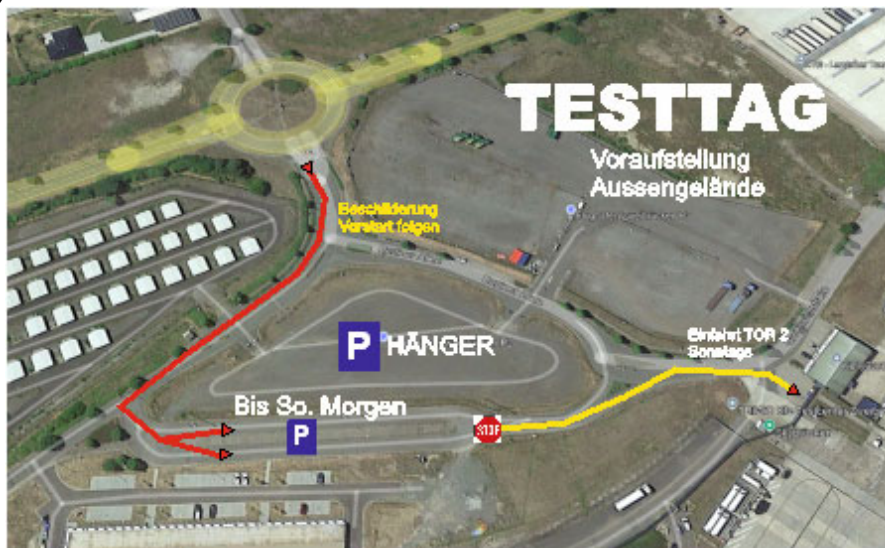 TESTTAG
Voraufstellung
Aussengelände
Beschilderung
Vorstart folgen
P HÄNGER
Einfahrt TOR 2
Sonntags
Bis So. Morgen
P
STOP